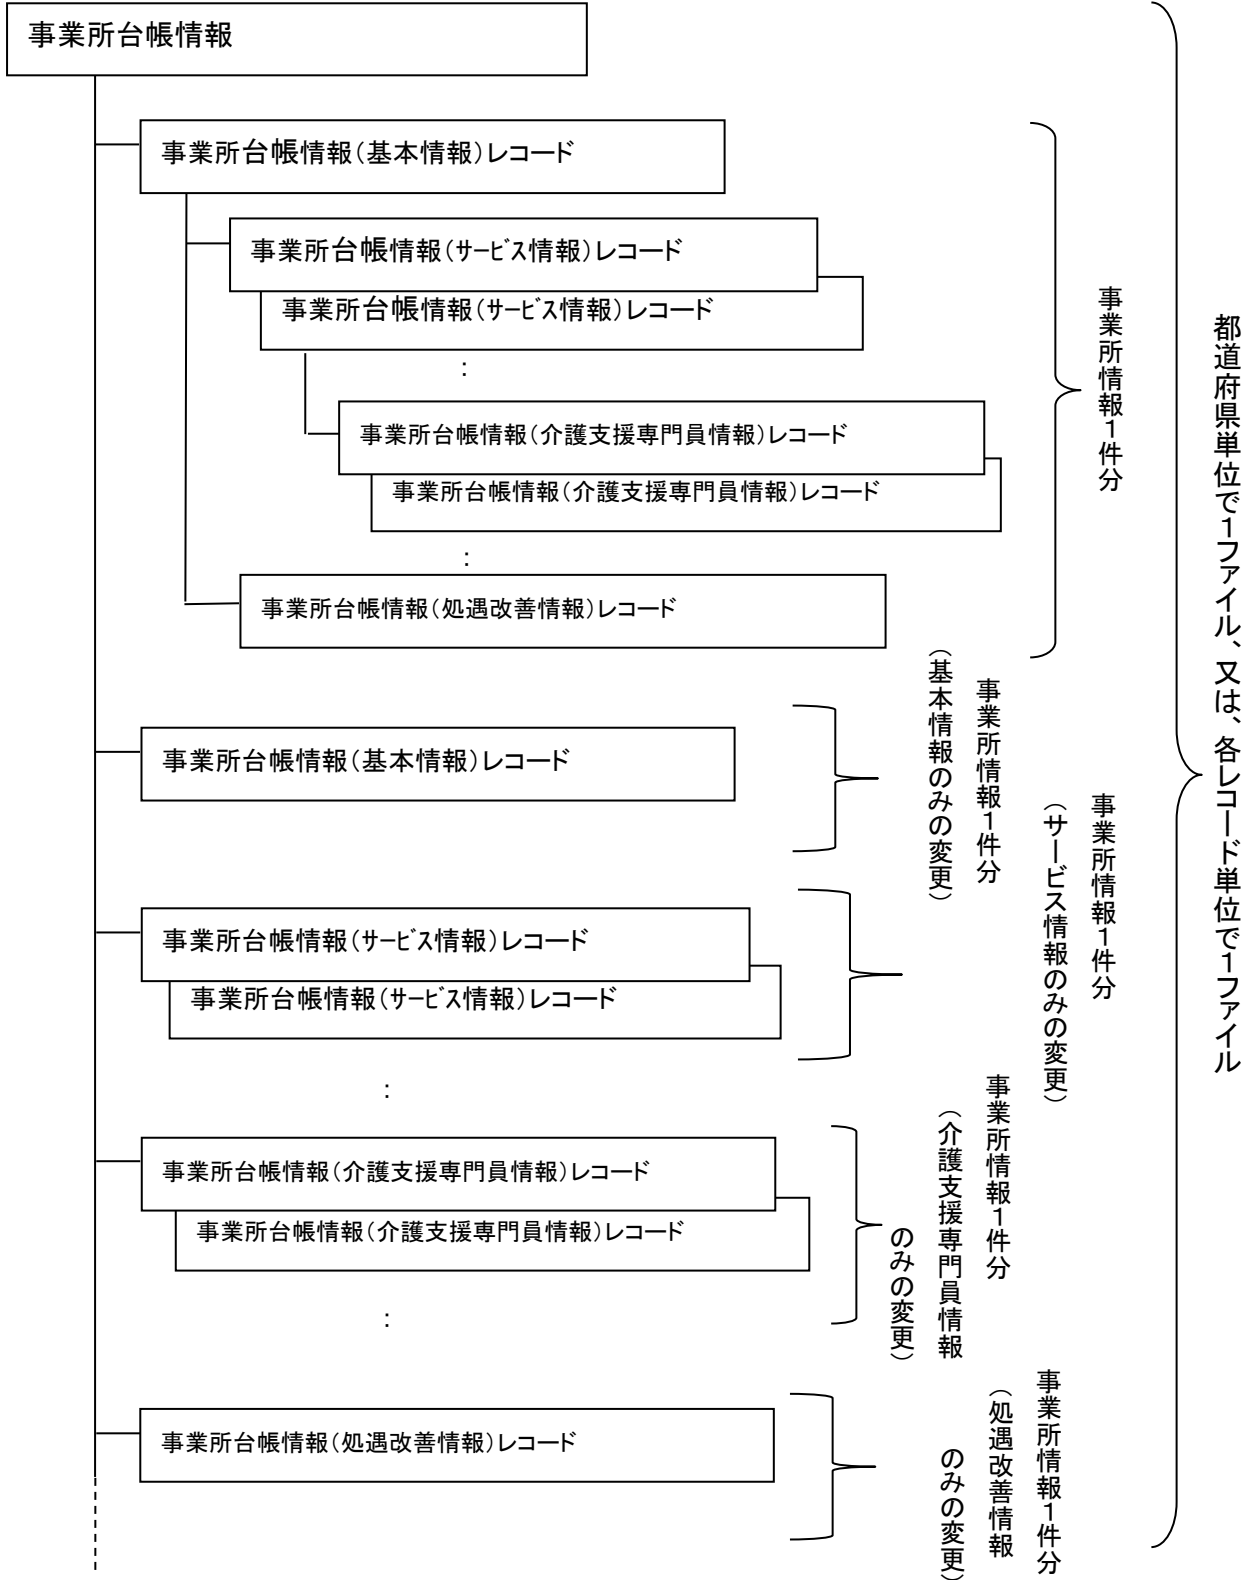 事業所台帳情報
事業所台帳情報(基本情報)レコード
事業所台帳情報(ｻｰﾋﾞｽ情報)レコード
事業所台帳情報(ｻｰﾋﾞｽ情報)レコード
:
事業所台帳情報(介護支援専門員情報)レコード
事業所台帳情報(介護支援専門員情報)レコード
:
事業所台帳情報(処遇改善情報)レコード
事業所情報１件分
事業所台帳情報(基本情報)レコード
事業所情報１件分
（基本情報のみの変更）
事業所台帳情報(ｻｰﾋﾞｽ情報)レコード
事業所台帳情報(ｻｰﾋﾞｽ情報)レコード
:
事業所情報１件分
（サービス情報のみの変更）
事業所台帳情報(介護支援専門員情報)レコード
事業所台帳情報(介護支援専門員情報)レコード
:
事業所情報１件分
（介護支援専門員情報
のみの変更）
事業所台帳情報(処遇改善情報)レコード
事業所情報１件分
（処遇改善情報
のみの変更）
都道府県単位で１ファイル、又は、各レコード単位で１ファイル